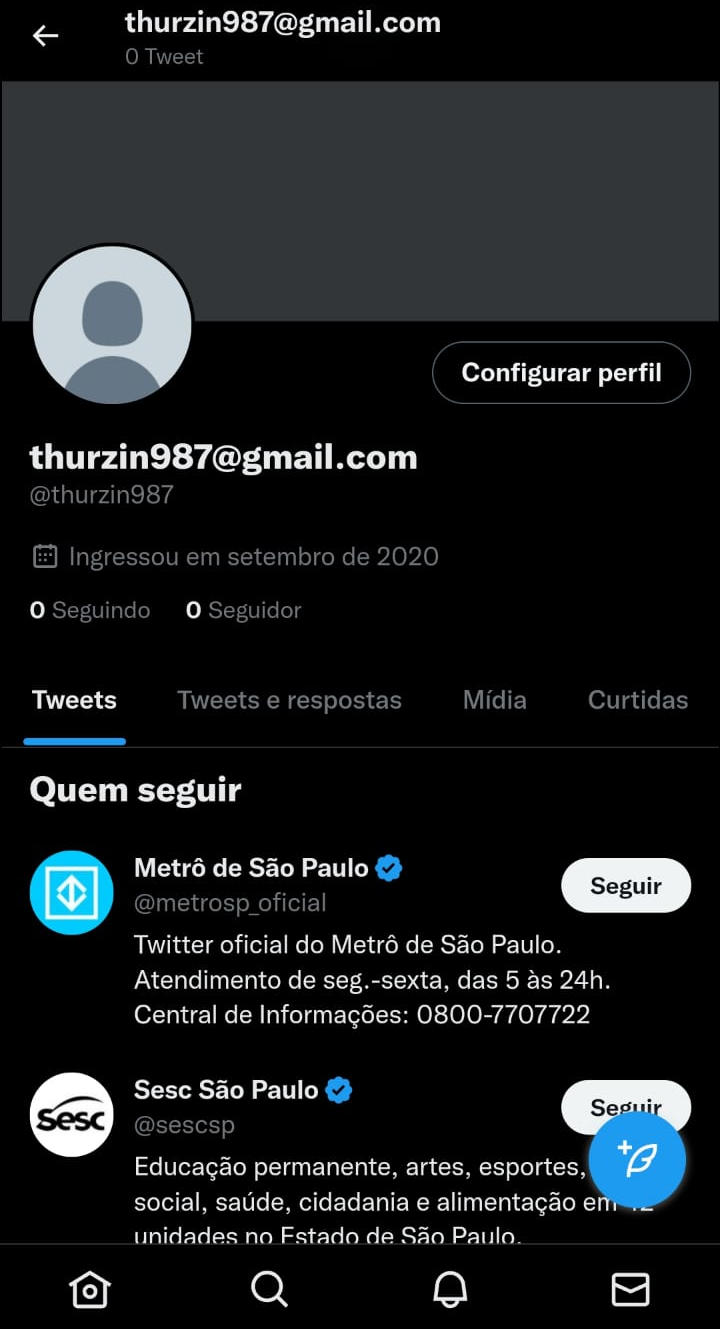 thurzin987@gmail.com
0 Tweet
Configurar perfil
thurzin987@gmail.com
@thurzin987
Ingressou em setembro de 2020
0 Seguindo 0 Seguidor
Tweets Tweets e respostas Mídia Curtidas
Quem seguir
Metrô de São Paulo
@metrosp_oficial
Seguir
Twitter oficial do Metrô de São Paulo.
Atendimento de seg.-sexta, das 5 às 24h.
Central de Informações: 0800-7707722
Sesc
Sesc São Paulo
@sescsp
Seguir
Educação permanente, artes, esportes,
social, saúde, cidadania e alimentação em
unidades no Estado de São Paulo.